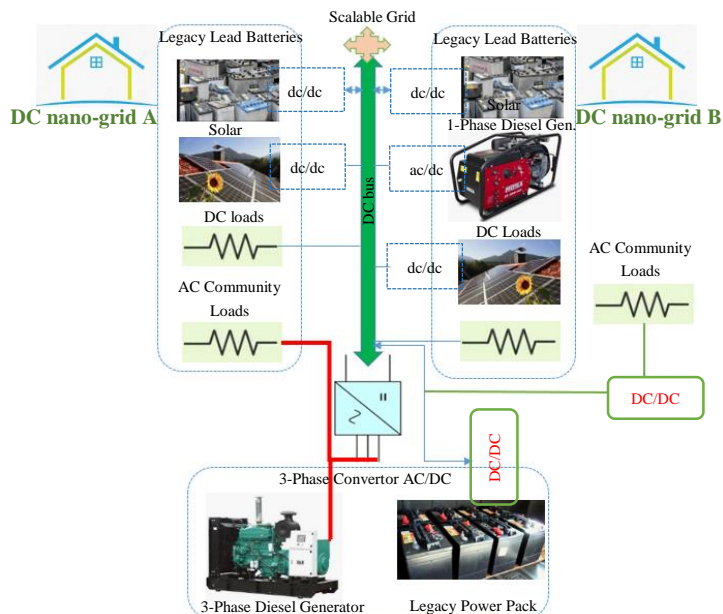 Scalable Grid
Legacy Lead Batteries
Legacy Lead Batteries
DC nano-grid A
DC nano-grid B
dc/dc
dc/dc
Solar
Solar
1-Phase Diesel Gen.
dc/dc
ac/dc
DC bus
DC loads
DC Loads
dc/dc
AC Community
Loads
AC Community
Loads
DC/DC
DC/DC
3-Phase Convertor AC/DC
3-Phase Diesel Generator
Legacy Power Pack